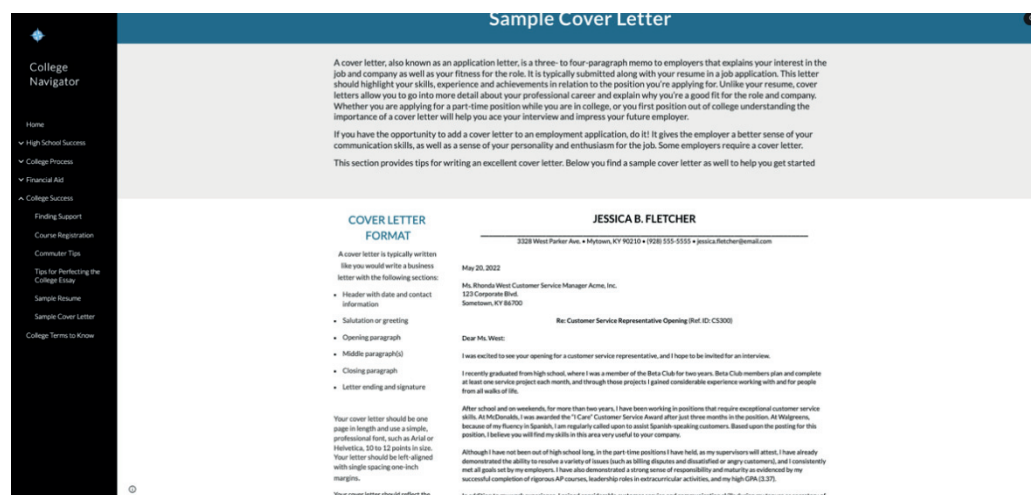 Sample Cover Letter
College
Navigator
Home
High School Success
College Process
Financial Aid
College Success
Finding Support
Course Registration
Commuter Tips
Tips for Perfecting the
College Essay
Sample Resume
Sample Cover Letter
College Terms to Know
A cover letter, also known as an application letter, is a three- to four-paragraph memo to employers that explains your interest in the
job and company as well as your fitness for the role. It is typically submitted along with your resume in a job application. This letter
should highlight your skills, experience and achievements in relation to the position you're applying for. Unlike your resume, cover
letters allow you to go into more detail about your professional career and explain why you're a good fit for the role and company.
Whether you are applying for a part-time position while you are in college, or you first position out of college understanding the
importance of a cover letter will help you ace your interview and impress your future employer.
If you have the opportunity to add a cover letter to an employment application, do it! It gives the employer a better sense of your
communication skills, as well as a sense of your personality and enthusiasm for the job. Some employers require a cover letter.
This section provides tips for writing an excellent cover letter. Below you find a sample cover letter as well to help you get started
COVER LETTER
FORMAT
A cover letter is typically written
like you would write a business
letter with the following sections:
• Header with date and contact
information
• Salutation or greeting
• Opening paragraph
• Middle paragraph(s)
• Closing paragraph
• Letter ending and signature
Your cover letter should be one
page in length and use a simple,
professional font, such as Arial or
Helvetica, 10 to 12 points in size.
Your letter should be left-aligned
with single spacing one-inch
margins.
Your cover letter should reflect the
JESSICA B. FLETCHER
3328 West Parker Ave. • Mytown, KY 90210 • (928) 555-5555 • jessica.fletcher@email.com
May 20, 2022
Ms. Rhonda West Customer Service Manager Acme, Inc.
123 Corporate Blvd.
Sometown, KY 86700
Re: Customer Service Representative Opening (Ref. ID: CS300)
Dear Ms. West:
I was excited to see your opening for a customer service representative, and I hope to be invited for an interview.
I recently graduated from high school, where I was a member of the Beta Club for two years. Beta Club members plan and complete
at least one service project each month, and through those projects I gained considerable experience working with and for people
from all walks of life.
After school and on weekends, for more than two years, I have been working in positions that require exceptional customer service
skills. At McDonalds, I was awarded the "I Care" Customer Service Award after just three months in the position. At Walgreens,
because of my fluency in Spanish, I am regularly called upon to assist Spanish-speaking customers. Based upon the posting for this
position, I believe you will find my skills in this area very useful to your company.
Although I have not been out of high school long, in the part-time positions I have held, as my supervisors will attest, I have already
demonstrated the ability to resolve a variety of issues (such as billing disputes and dissatisfied or angry customers), and I consistently
met all goals set by my employers. I have also demonstrated a strong sense of responsibility and maturity as evidenced by my
successful completion of rigorous AP courses, leadership roles in extracurricular activities, and my high GPA (3.37).